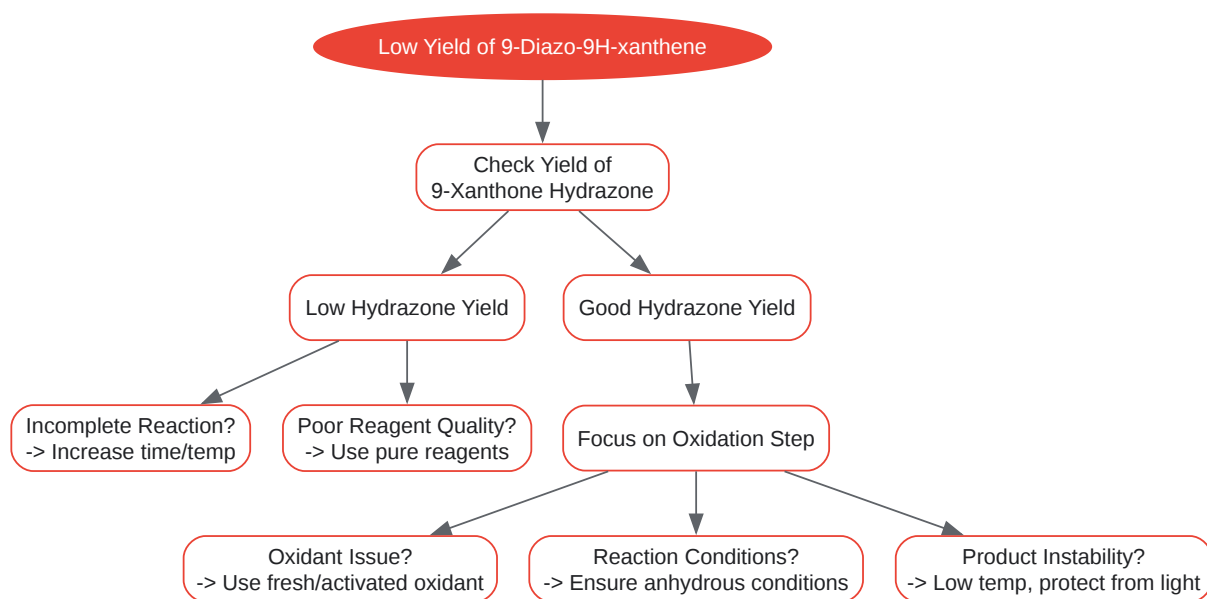 Low Yield of 9-Diazo-9H-xanthene
Check Yield of
9-Xanthone Hydrazone
Low Hydrazone Yield
Good Hydrazone Yield
Incomplete Reaction?
-> Increase time/temp
Poor Reagent Quality?
-> Use pure reagents
Focus on Oxidation Step
Oxidant Issue?
-> Use fresh/activated oxidant
Reaction Conditions?
-> Ensure anhydrous conditions
Product Instability?
-> Low temp, protect from light